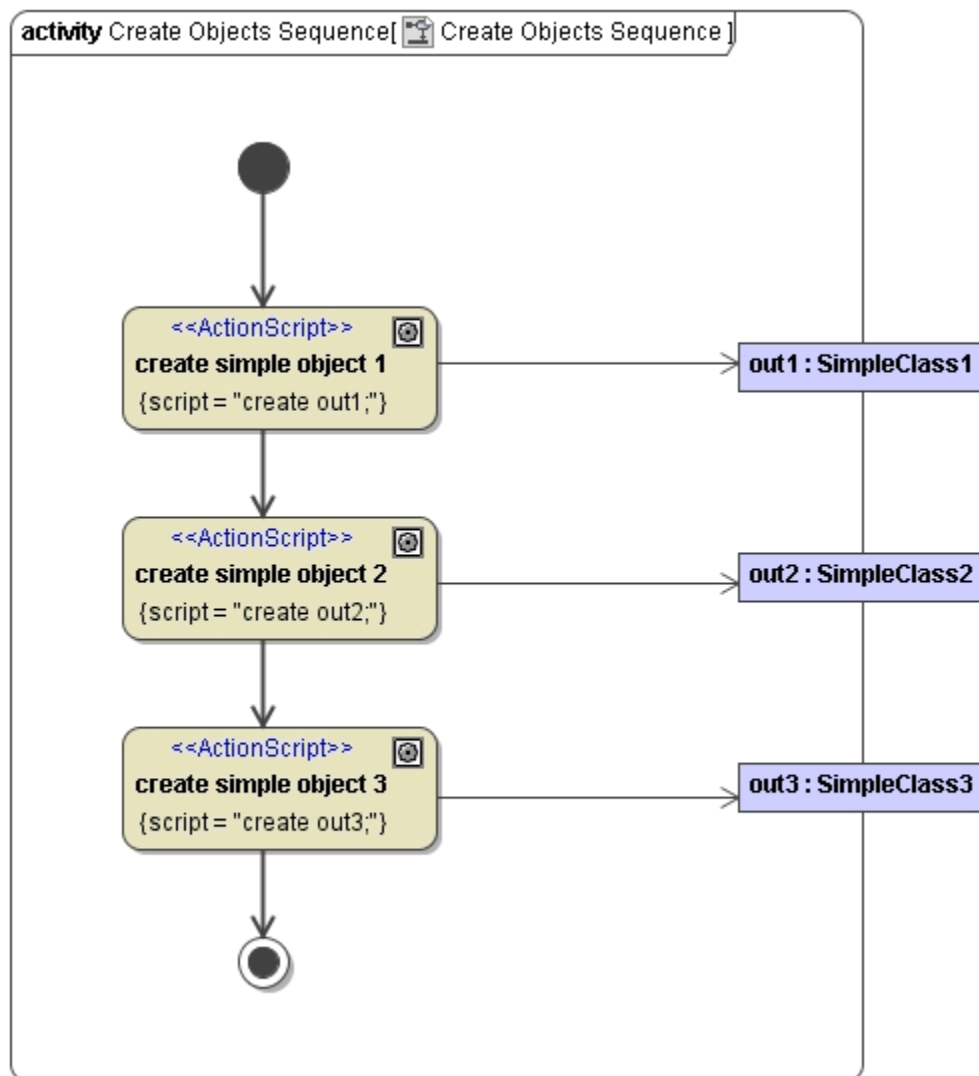 activity Create Objects Sequence[ Create Objects Sequence ]
<<ActionScript>>
create simple object 1
{script = "create out1;"}
out1 : SimpleClass1
<<ActionScript>>
create simple object 2
{script = "create out2;"}
out2 : SimpleClass2
<<ActionScript>>
create simple object 3
{script = "create out3;"}
out3 : SimpleClass3